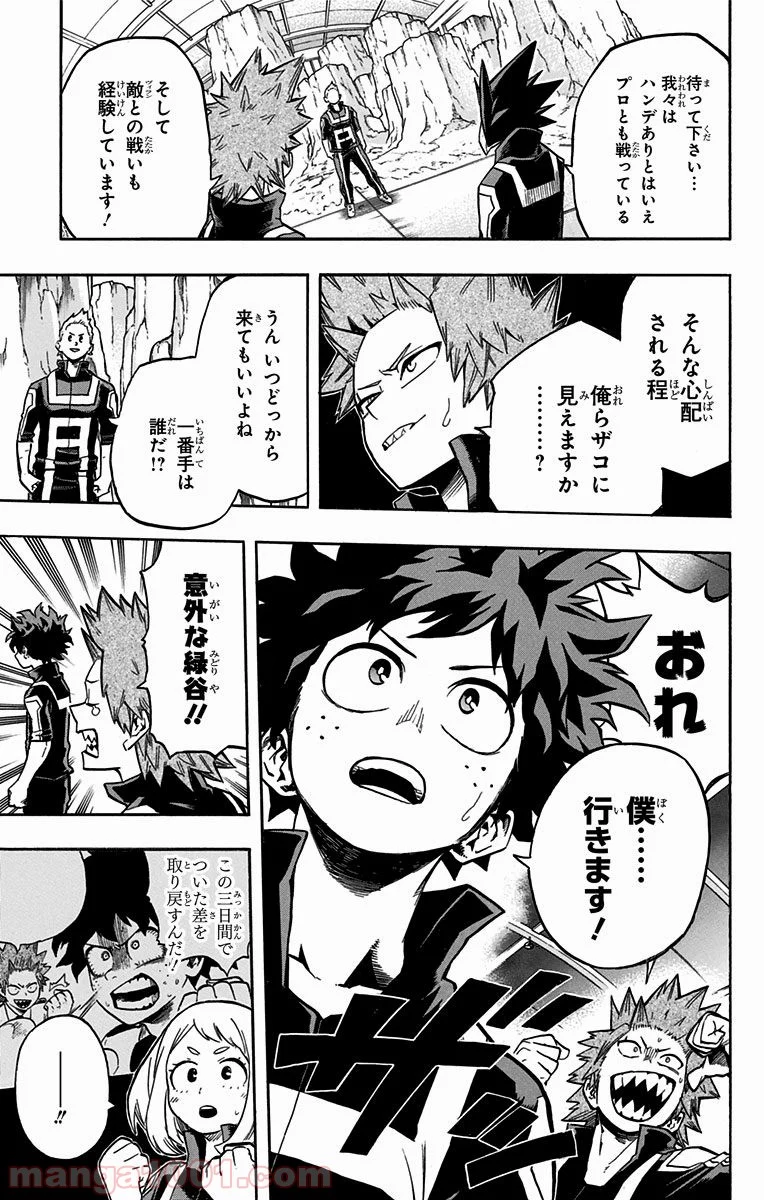 待って下さい…
我々は
ハンデありとはいえ
プロとも戦っている
そして
敵との戦いも
経験しています！
そんな心配
される程
俺らザコに
見えますか
………？
うん いつどっから
来てもいいよね
一番手は
誰だ！？
おれ
僕……
行きます！
意外な緑谷！！
この三日間で
ついた差を
取り戻すんだ！
――！！
manga1001.com